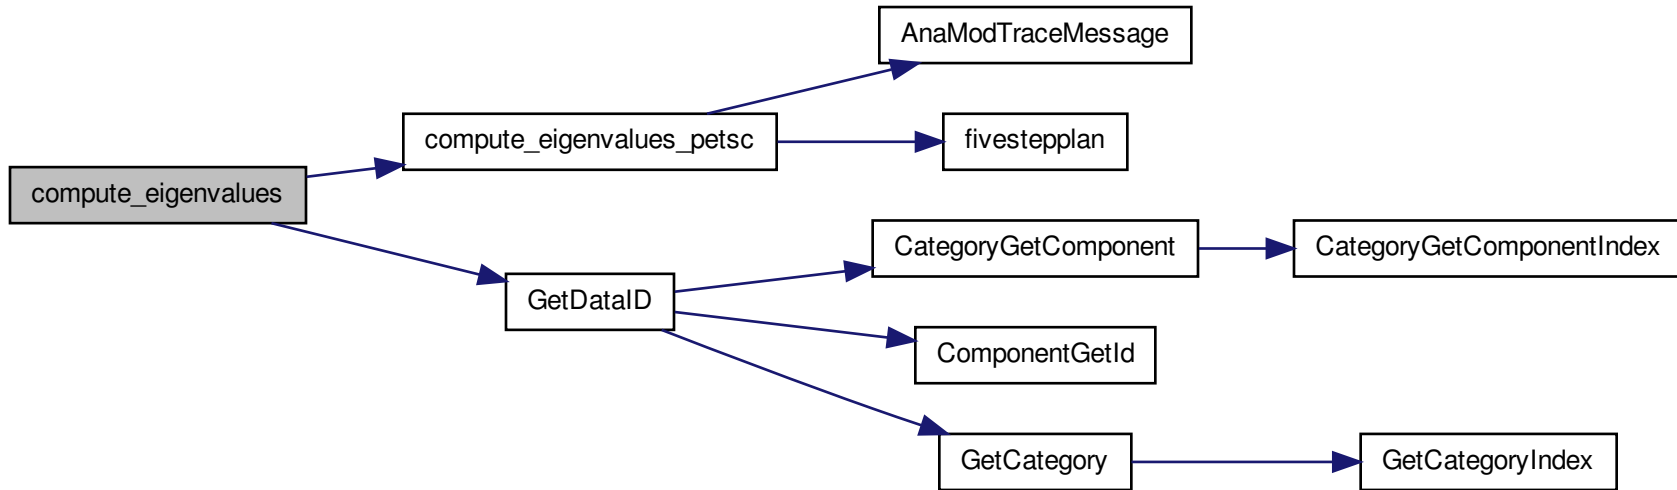 AnaModTraceMessage
compute_eigenvalues_petsc
fivestepplan
compute_eigenvalues
CategoryGetComponent
CategoryGetComponentIndex
GetDataID
ComponentGetId
GetCategory
GetCategoryIndex